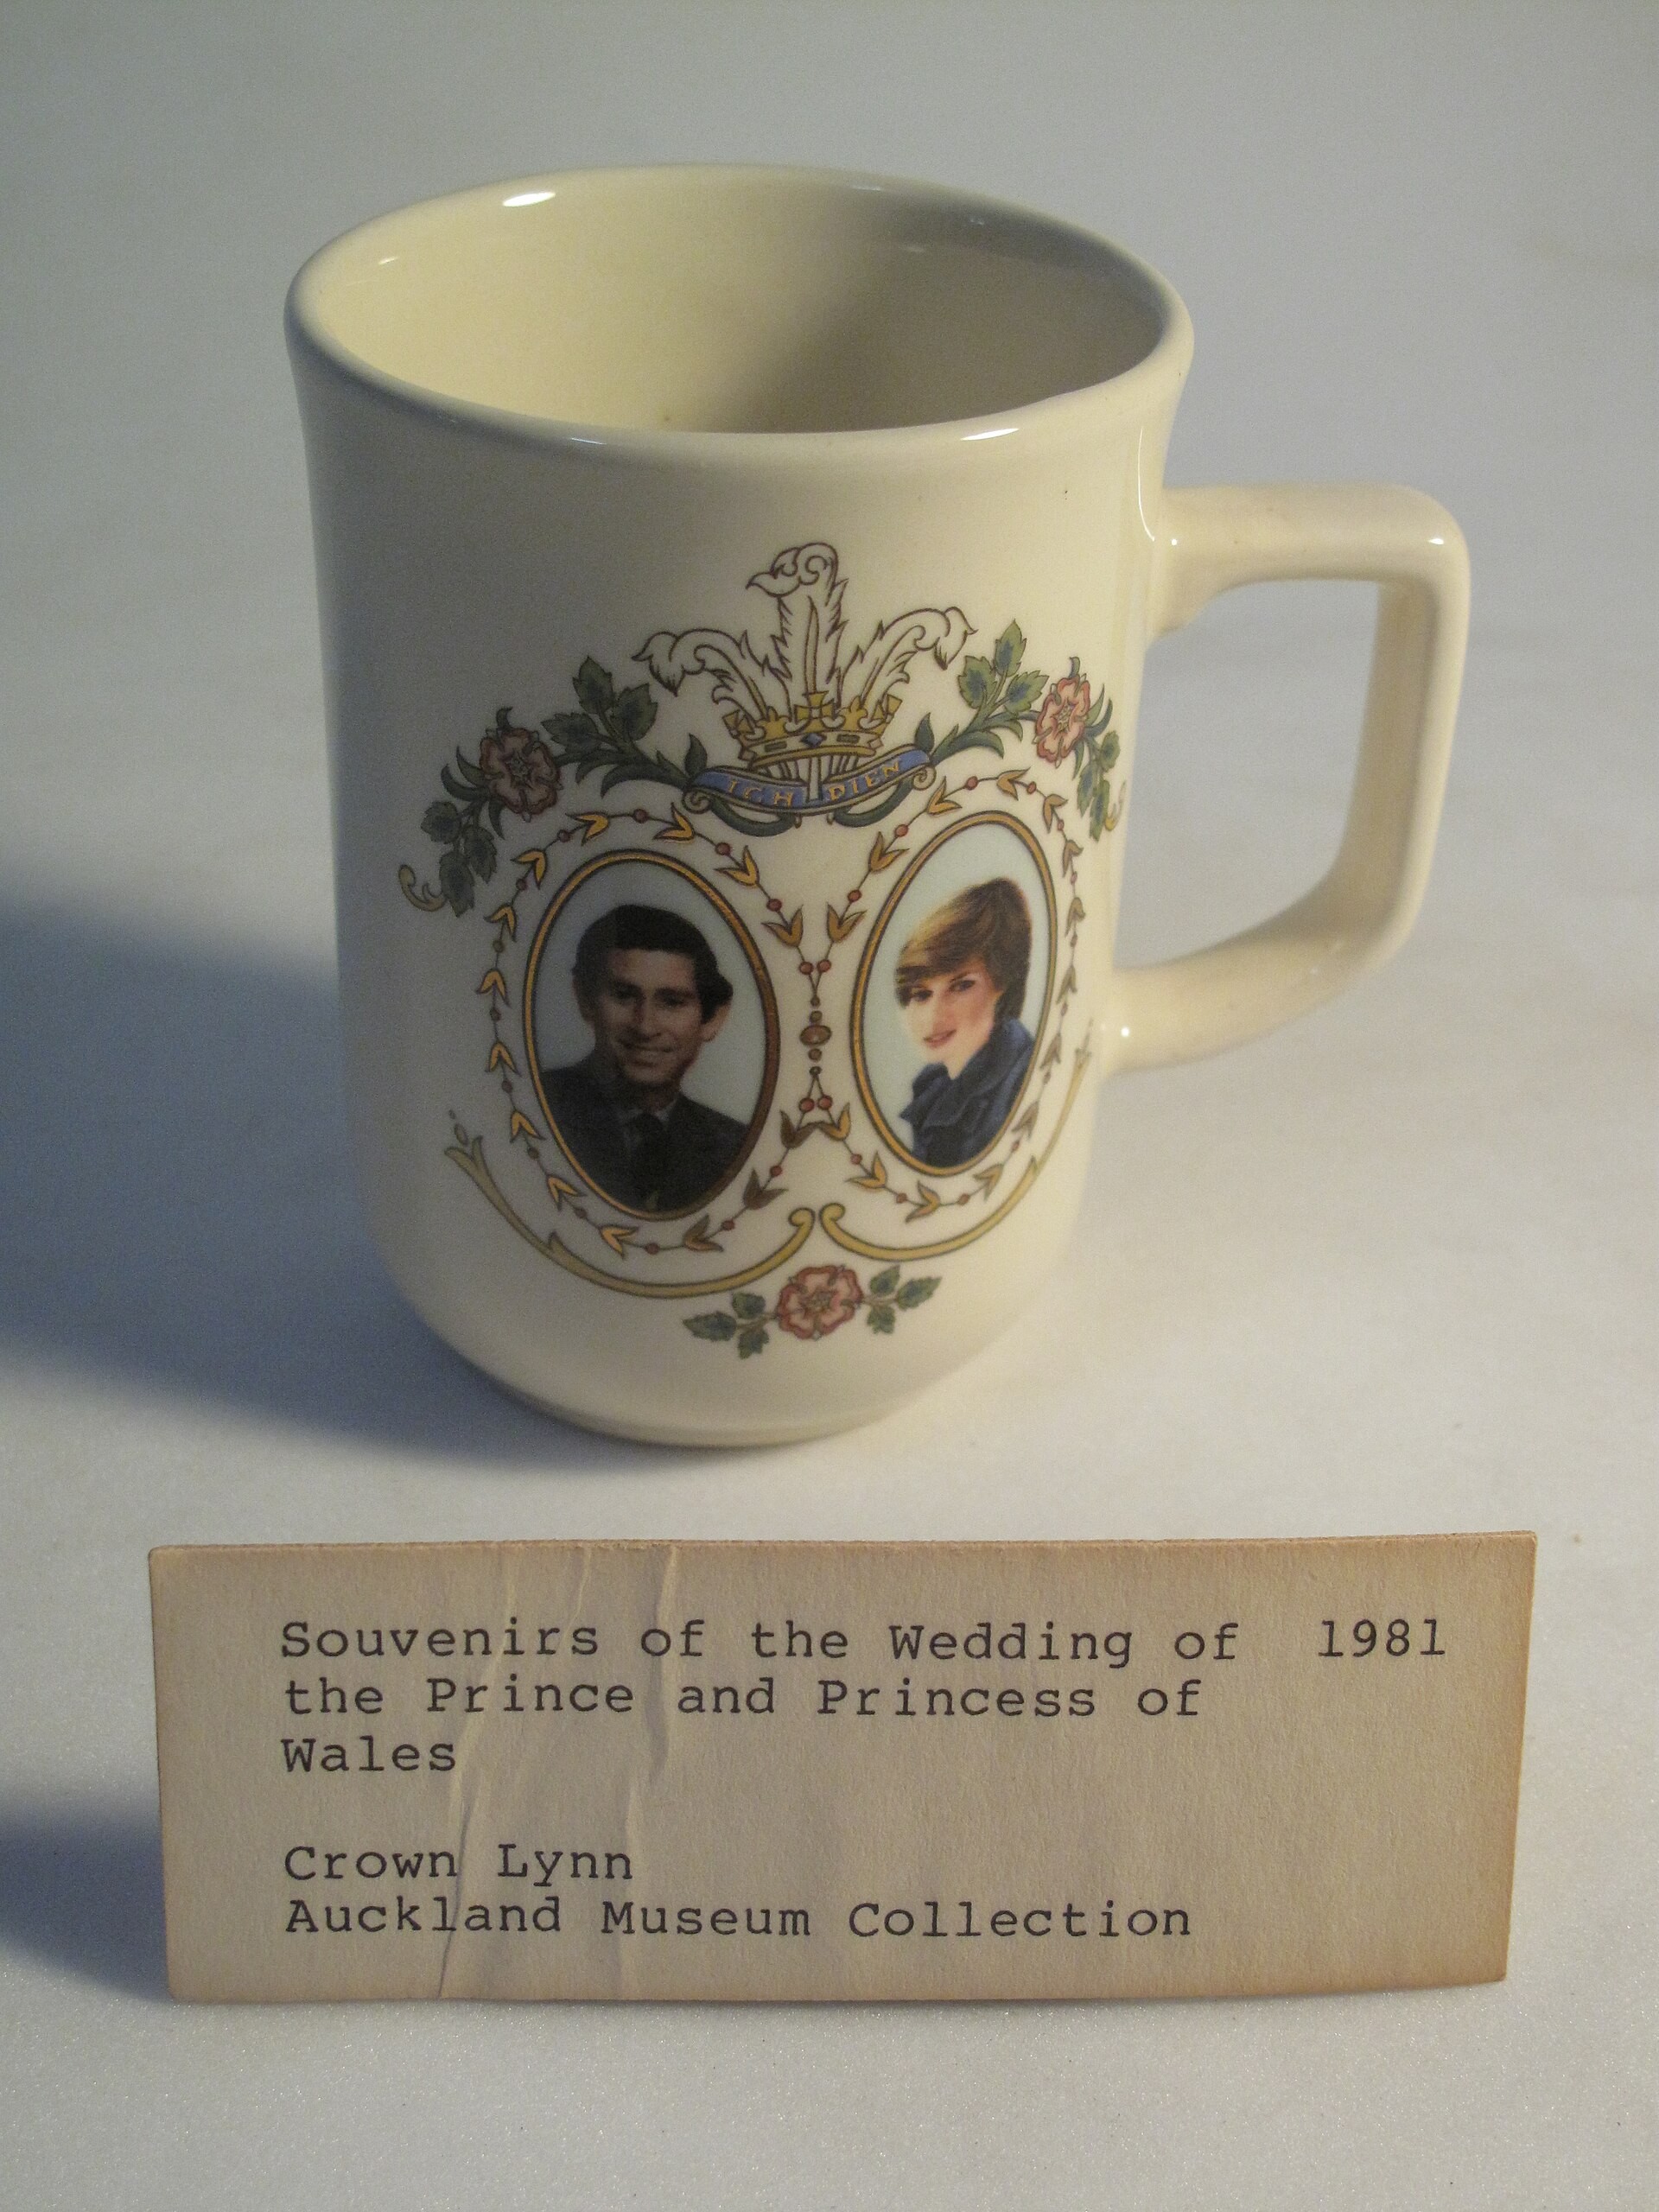 ICH DIEN
Souvenirs of the Wedding of 1981
the Prince and Princess of
Wales
Crown Lynn
Auckland Museum Collection